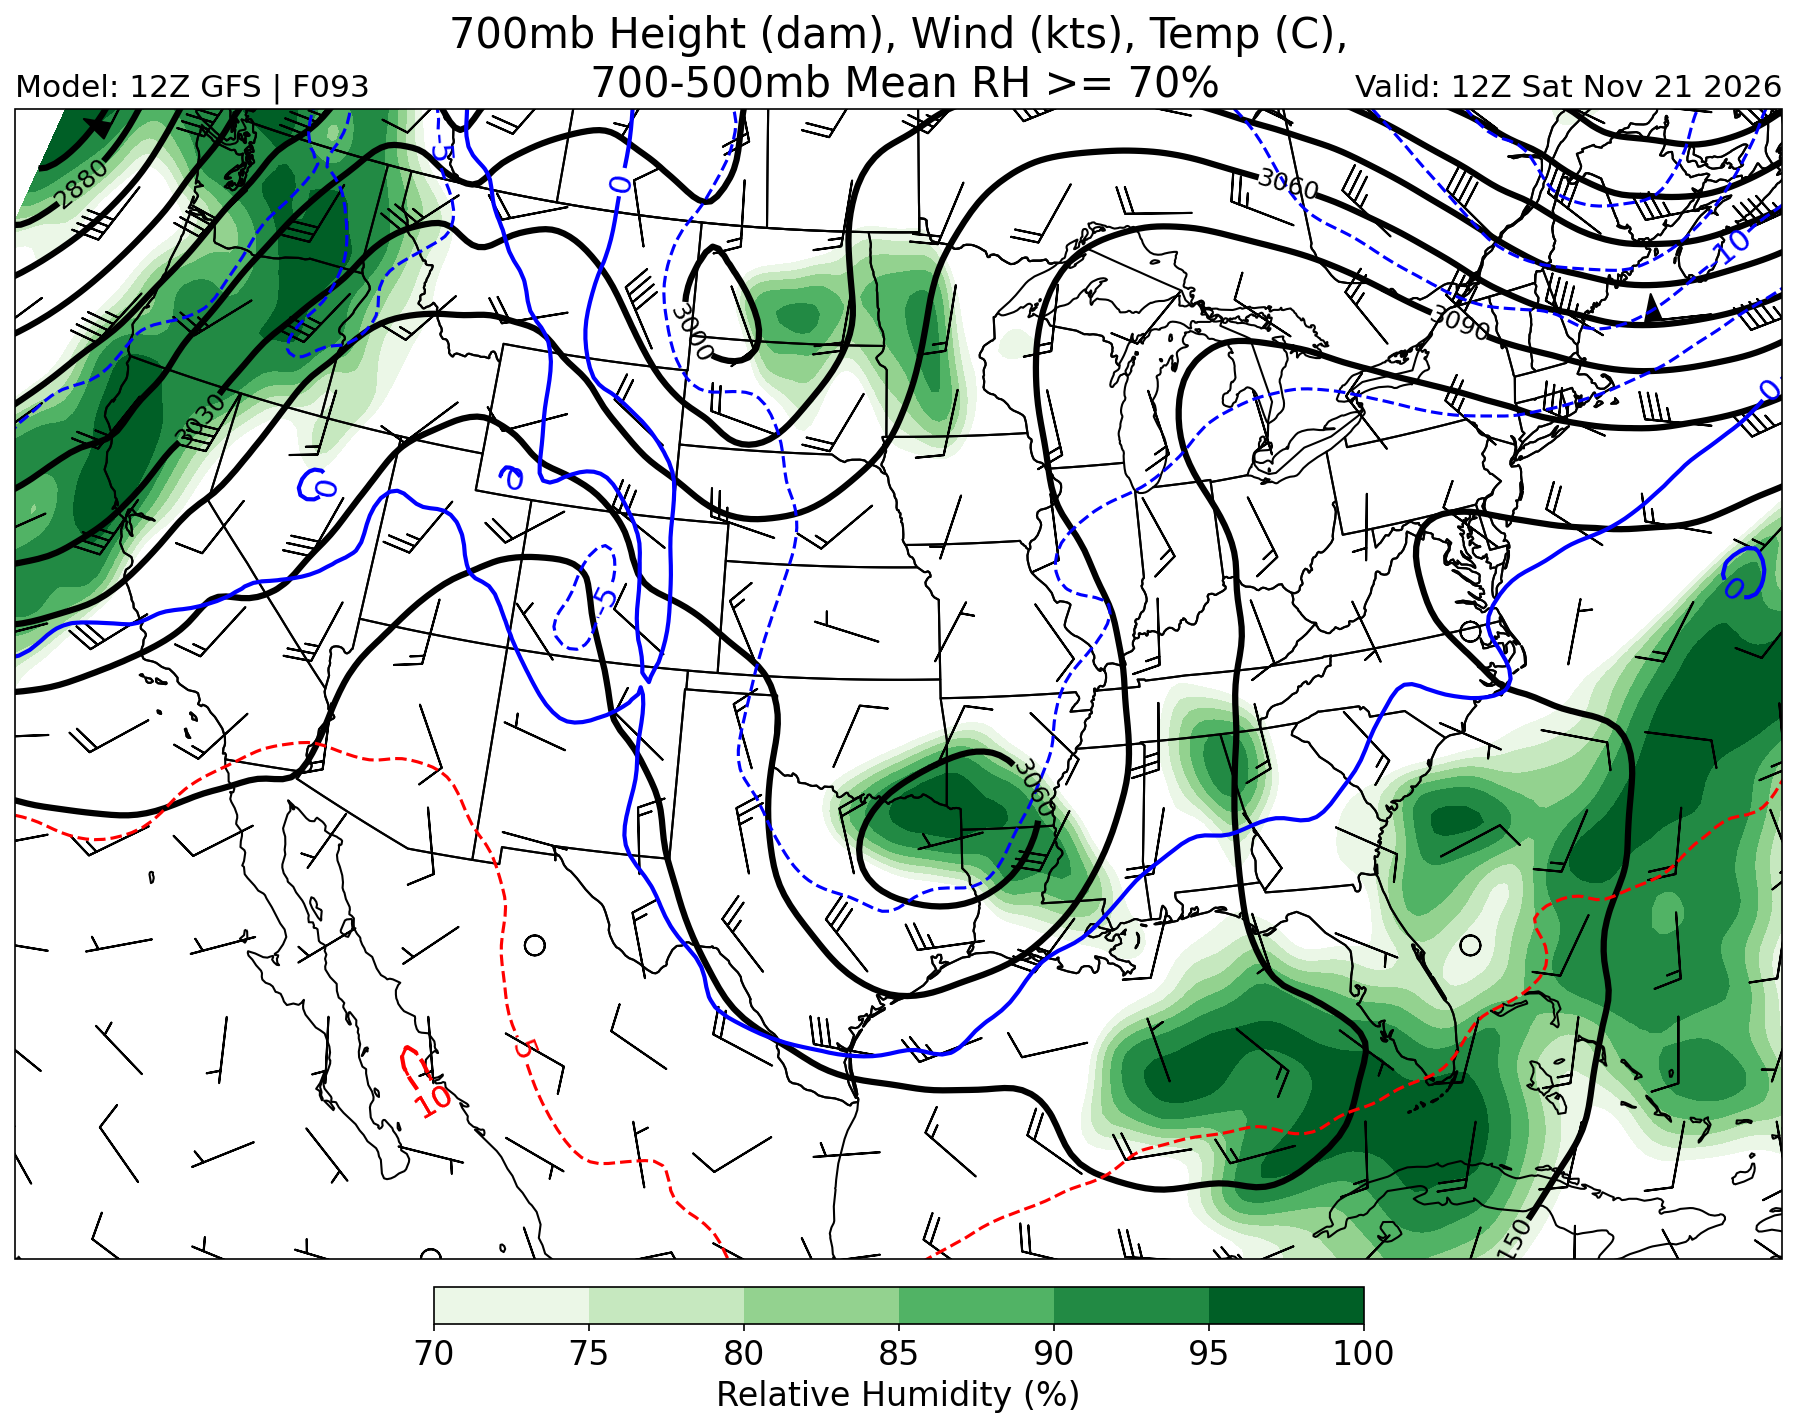 700mb Height (dam), Wind (kts), Temp (C),
700-500mb Mean RH >= 70%
Model: 12Z GFS | F093
Valid: 12Z Sat Nov 21 2026
2880
-5
0
3060
10
3000
3090
3030
0
0
-5
0
3060
5
10
150
70 75 80 85 90 95 100
Relative Humidity (%)